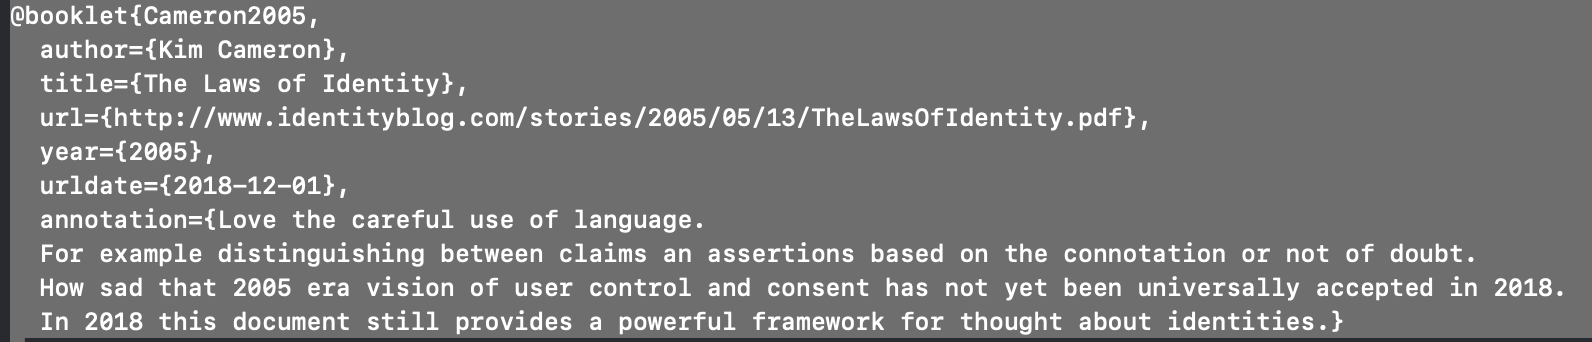 @booklet{Cameron2005,
  author={Kim Cameron},
  title={The Laws of Identity},
  url={http://www.identityblog.com/stories/2005/05/13/TheLawsOfIdentity.pdf},
  year={2005},
  urldate={2018-12-01},
  annotation={Love the careful use of language.
  For example distinguishing between claims an assertions based on the connotation or not of doubt.
  How sad that 2005 era vision of user control and consent has not yet been universally accepted in 2018.
  In 2018 this document still provides a powerful framework for thought about identities.}